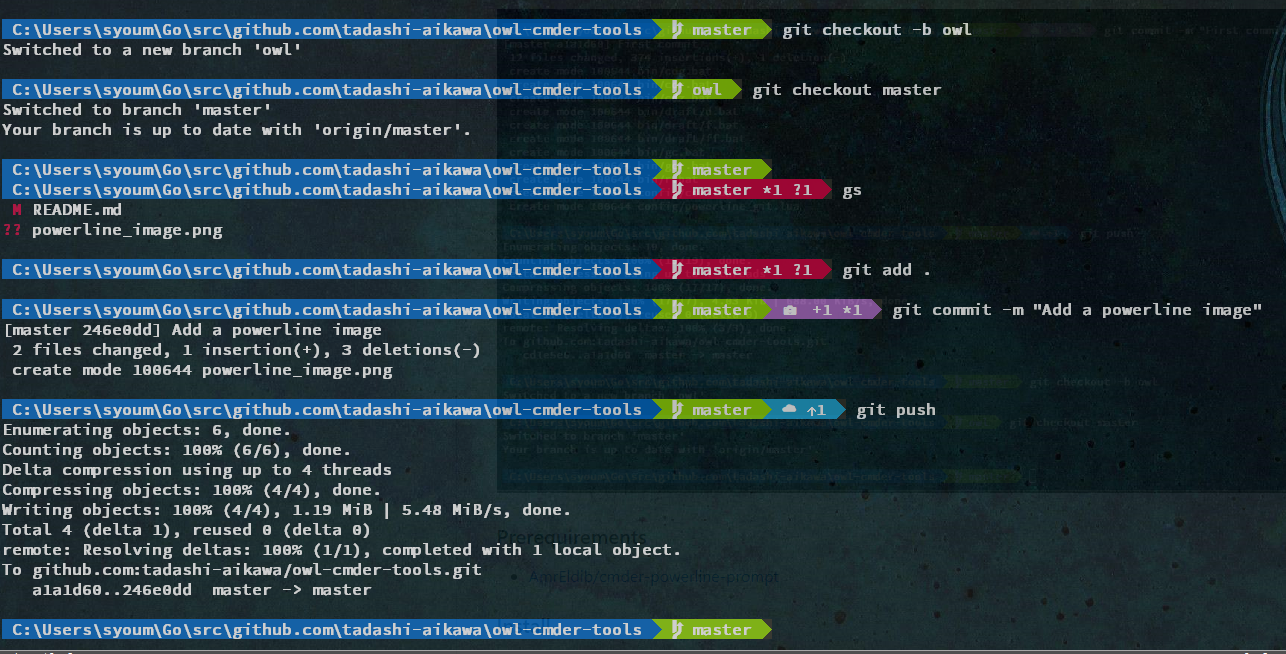 C:\Users\syoum\Go\src\github.com\tadashi-aikawa\owl-cmder-tools master git checkout -b owl
Switched to a new branch 'owl'
C:\Users\syoum\Go\src\github.com\tadashi-aikawa\owl-cmder-tools owl git checkout master
Switched to branch 'master'
Your branch is up to date with 'origin/master'.
C:\Users\syoum\Go\src\github.com\tadashi-aikawa\owl-cmder-tools master
C:\Users\syoum\Go\src\github.com\tadashi-aikawa\owl-cmder-tools master *1 ?1 gs
M README.md
?? powerline_image.png
C:\Users\syoum\Go\src\github.com\tadashi-aikawa\owl-cmder-tools master *1 ?1 git add .
C:\Users\syoum\Go\src\github.com\tadashi-aikawa\owl-cmder-tools master +1 *1 git commit -m "Add a powerline image"
[master 246e0dd] Add a powerline image
2 files changed, 1 insertion(+), 3 deletions(-)
create mode 100644 powerline_image.png
C:\Users\syoum\Go\src\github.com\tadashi-aikawa\owl-cmder-tools master ↑1 git push
Enumerating objects: 6, done.
Counting objects: 100% (6/6), done.
Delta compression using up to 4 threads
Compressing objects: 100% (4/4), done.
Writing objects: 100% (4/4), 1.19 MiB | 5.48 MiB/s, done.
Total 4 (delta 1), reused 0 (delta 0)
remote: Resolving deltas: 100% (1/1), completed with 1 local object.
To github.com:tadashi-aikawa/owl-cmder-tools.git
a1a1d60..246e0dd master -> master
C:\Users\syoum\Go\src\github.com\tadashi-aikawa\owl-cmder-tools master
Prerequirements
AmrEldib/cmder-powerline-prompt
Install